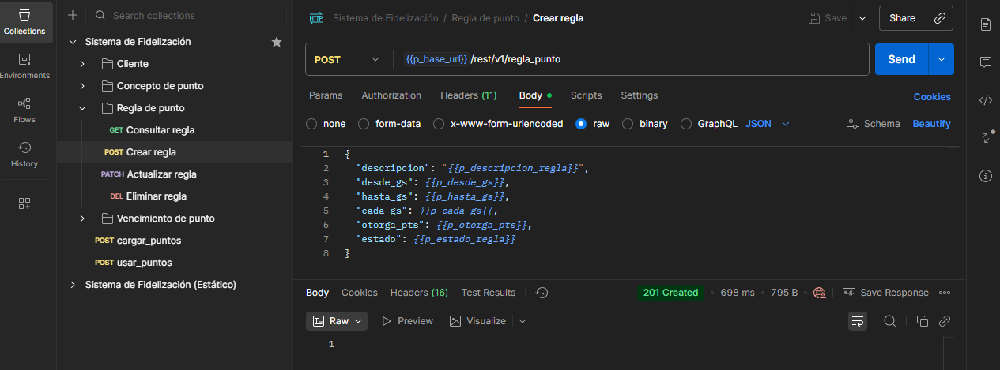 Collections
Environments
Flows
History
Search collections
Sistema de Fidelización
Cliente
Concepto de punto
Regla de punto
GET Consultar regla
POST Crear regla
PATCH Actualizar regla
DEL Eliminar regla
Vencimiento de punto
POST cargar_puntos
POST usar_puntos
Sistema de Fidelización (Estático)
HTTP Sistema de Fidelización / Regla de punto / Crear regla
Save
Share
POST {{p_base_url}}/rest/v1/regla_punto
Send
Params Authorization Headers (11) Body Scripts Settings Cookies
none form-data x-www-form-urlencoded raw binary GraphQL JSON Schema Beautify
1 {
2 "descripcion": "{{p_descripcion_regla}}",
3 "desde_gs": {{p_desde_gs}},
4 "hasta_gs": {{p_hasta_gs}},
5 "cada_gs": {{p_cada_gs}},
6 "otorga_pts": {{p_otorga_pts}},
7 "estado": {{p_estado_regla}}
8 }
Body Cookies Headers (16) Test Results 201 Created • 698 ms • 795 B • e.g. Save Response
Raw Preview Visualize
1